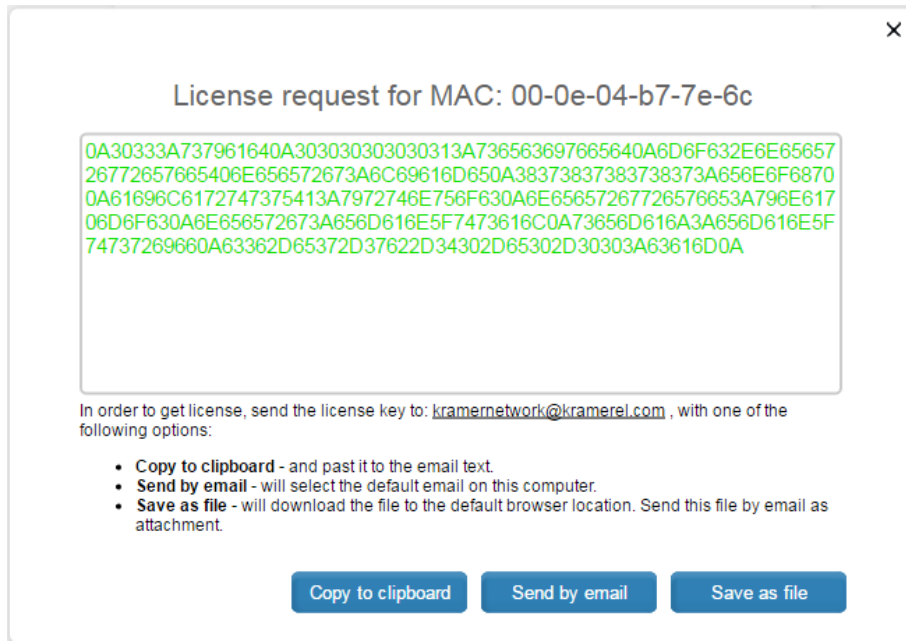 ×
License request for MAC: 00-0e-04-b7-7e-6c
0A30333A737961640A303030303030313A736563697665640A6D6F632E6E65657
26772657665406E656572673A6C69616D650A38373837383738373A656E6F6870
0A61696C6172747375413A7972746E756F630A6E656572677265766​53A796E61
706D6F630A6E656572673A656D616E5F7473616C0A73656D616A3A656D616E5F
74737269660A63362D65372D37622D34302D65302D30303A63616D0A
In order to get license, send the license key to: kramernetwork@kramerel.com , with one of the
following options:
• Copy to clipboard - and past it to the email text.
• Send by email - will select the default email on this computer.
• Save as file - will download the file to the default browser location. Send this file by email as
attachment.
Copy to clipboard Send by email Save as file